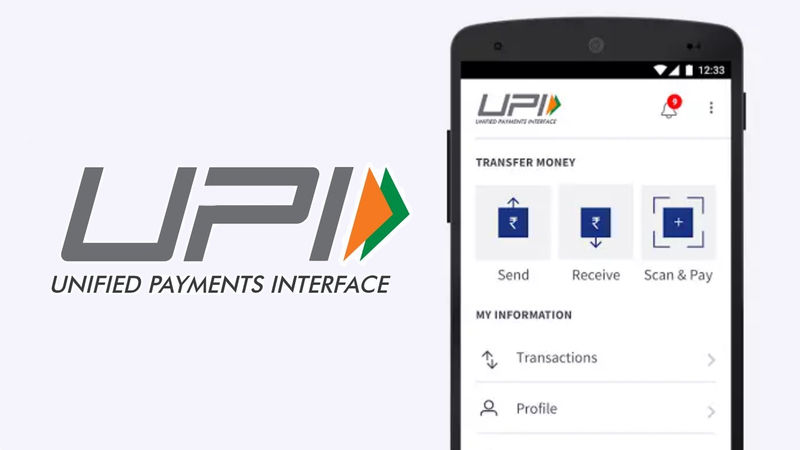 UPI
UNIFIED PAYMENTS INTERFACE
12:33
UPI
UNIFIED PAYMENTS INTERFACE
9
TRANSFER MONEY
₹
₹
Send
Receive
Scan & Pay
MY INFORMATION
Transactions
Profile